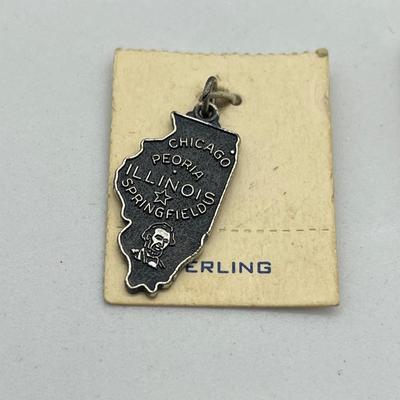 CHICAGO
PEORIA
ILLINOIS
SPRINGFIELD
ERLING